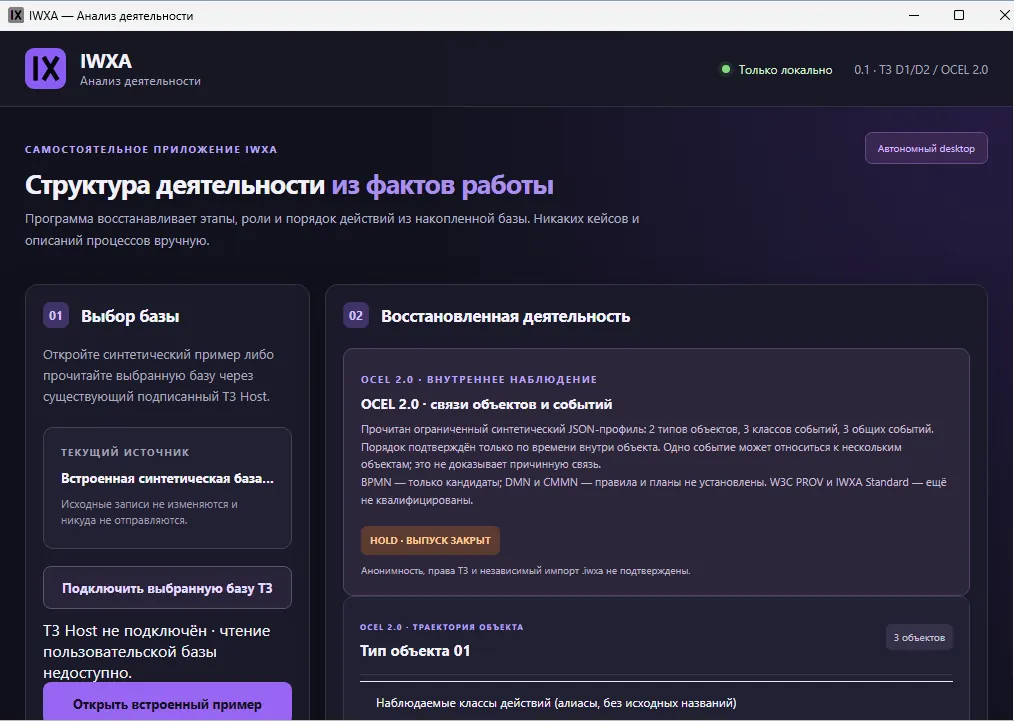 IX IWXA — Анализ деятельности
IX
IWXA
Анализ деятельности
Только локально
0.1 · T3 D1/D2 / OCEL 2.0
САМОСТОЯТЕЛЬНОЕ ПРИЛОЖЕНИЕ IWXA
Автономный desktop
Структура деятельности из фактов работы
Программа восстанавливает этапы, роли и порядок действий из накопленной базы. Никаких кейсов и
описаний процессов вручную.
01 Выбор базы
Откройте синтетический пример либо
прочитайте выбранную базу через
существующий подписанный T3 Host.
ТЕКУЩИЙ ИСТОЧНИК
Встроенная синтетическая база...
Исходные записи не изменяются и
никуда не отправляются.
Подключить выбранную базу T3
T3 Host не подключён · чтение
пользовательской базы
недоступно.
Открыть встроенный пример
02 Восстановленная деятельность
OCEL 2.0 · ВНУТРЕННЕЕ НАБЛЮДЕНИЕ
OCEL 2.0 · связи объектов и событий
Прочитан ограниченный синтетический JSON-профиль: 2 типов объектов, 3 классов событий, 3 общих событий.
Порядок подтверждён только по времени внутри объекта. Одно событие может относиться к нескольким
объектам; это не доказывает причинную связь.
BPMN — только кандидаты; DMN и CMMN — правила и планы не установлены. W3C PROV и IWXA Standard — ещё
не квалифицированы.
HOLD · ВЫПУСК ЗАКРЫТ
Анонимность, права T3 и независимый импорт .iwxa не подтверждены.
OCEL 2.0 · ТРАЕКТОРИЯ ОБЪЕКТА
Тип объекта 01
3 объектов
Наблюдаемые классы действий (алиасы, без исходных названий)